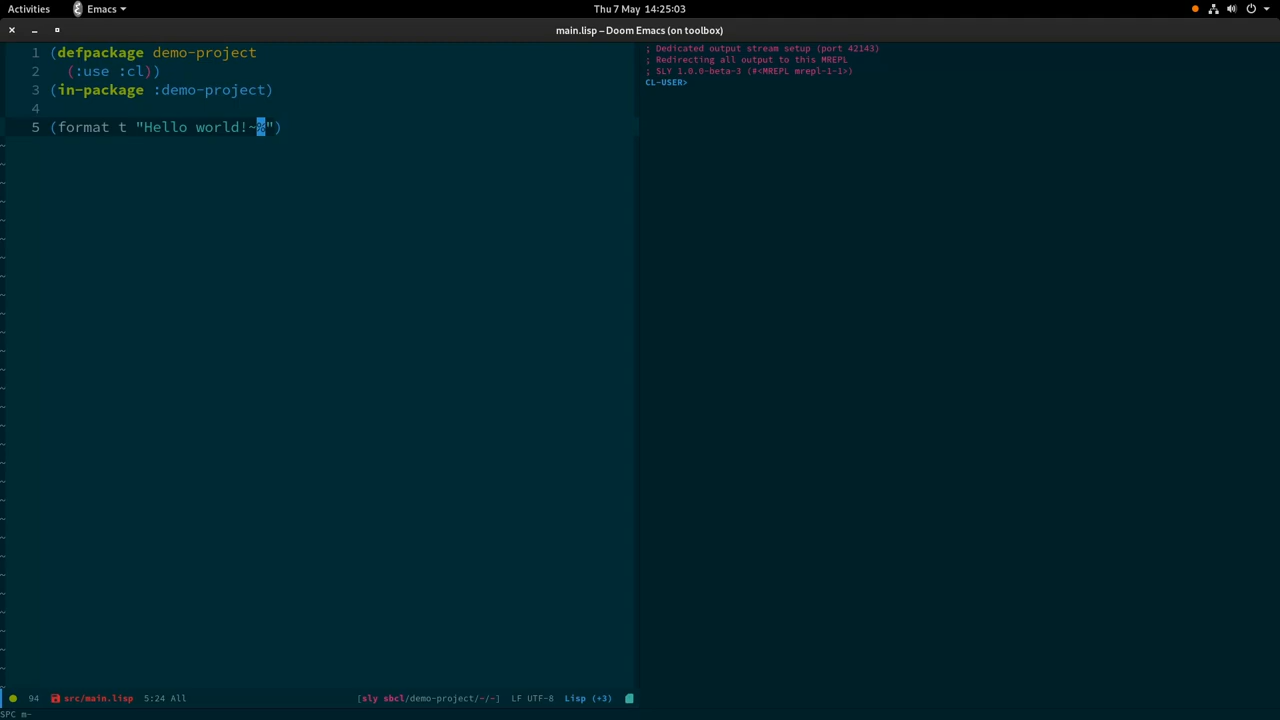 Activities Emacs Thu 7 May 14:25:03
main.lisp – Doom Emacs (on toolbox)
1 (defpackage demo-project
2 (:use :cl))
3 (in-package :demo-project)
4
5 (format t "Hello world!~%")
; Dedicated output stream setup (port 42143)
; Redirecting all output to this MREPL
; SLY 1.0.0-beta-3 (#<MREPL mrepl-1-1>)
CL-USER>
94 src/main.lisp 5:24 All [sly sbcl/demo-project/-/-] LF UTF-8 Lisp (+3)
SPC m-